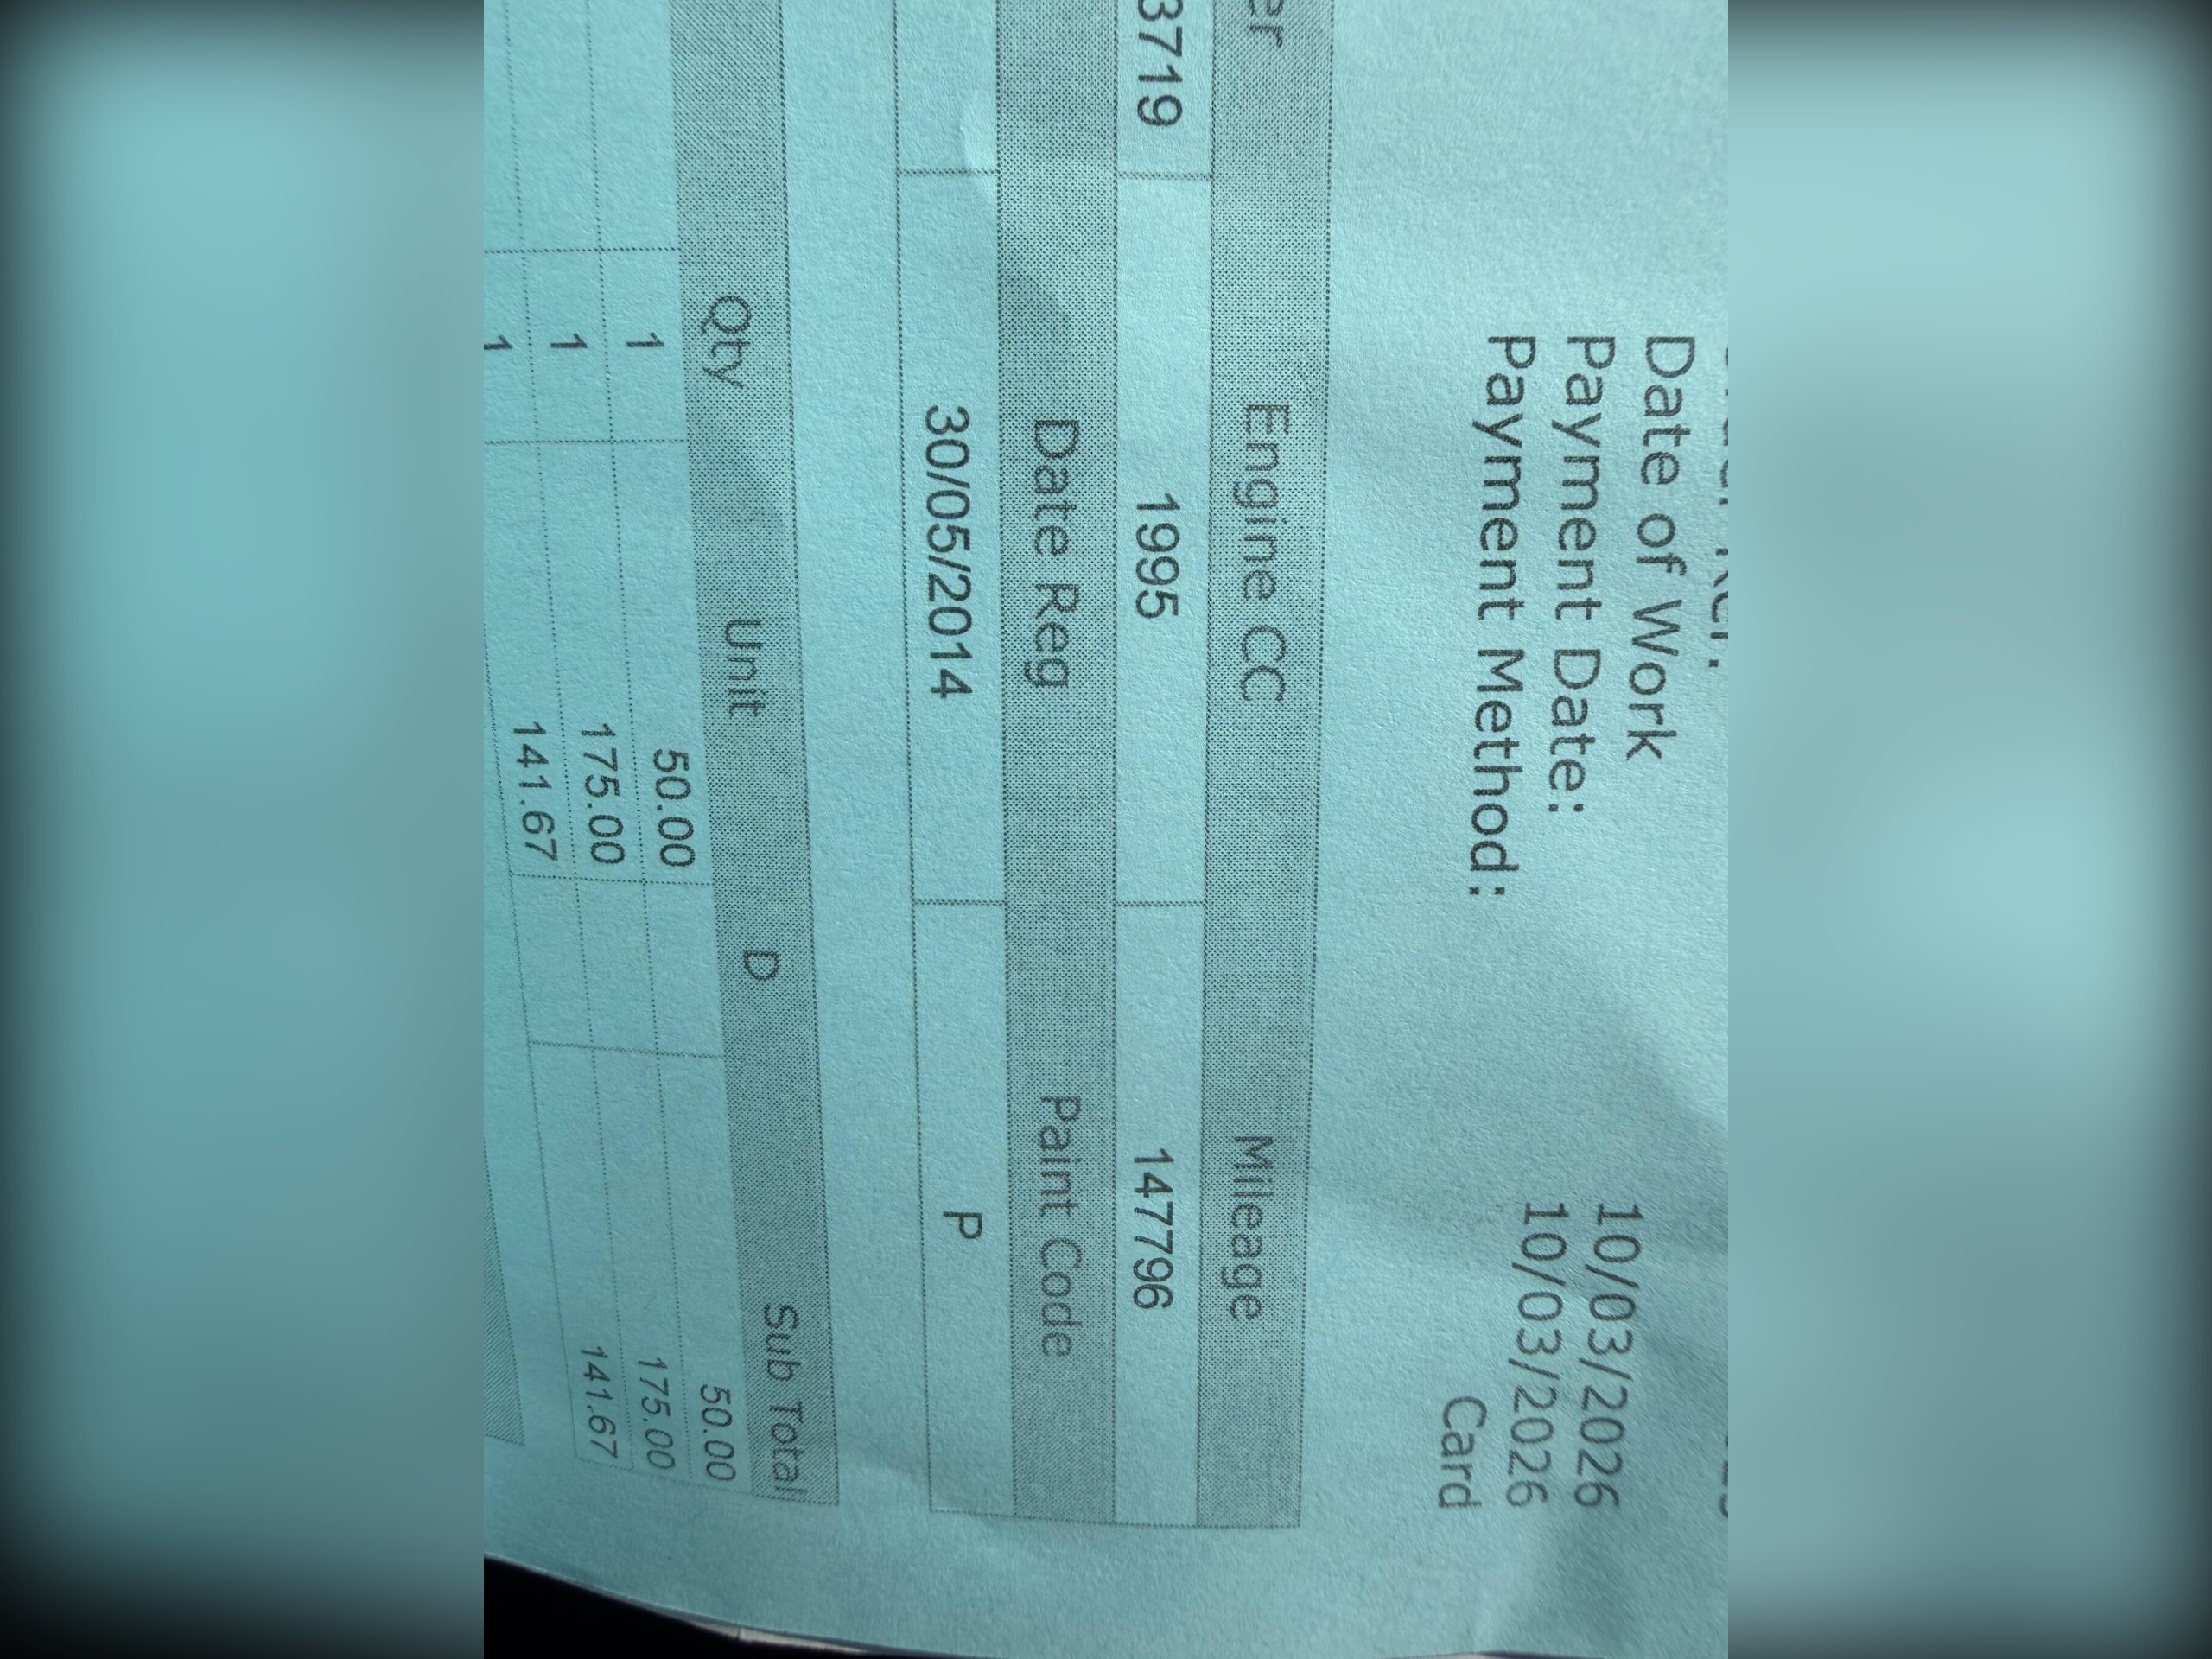 Date of Work 10/03/2026
Payment Date: 10/03/2026
Payment Method: Card
Engine CC Mileage
3719 1995 147796
Date Reg Paint Code
30/05/2014 P
Qty Unit D Sub Total
1 50.00 50.00
1 175.00 175.00
1 141.67 141.67